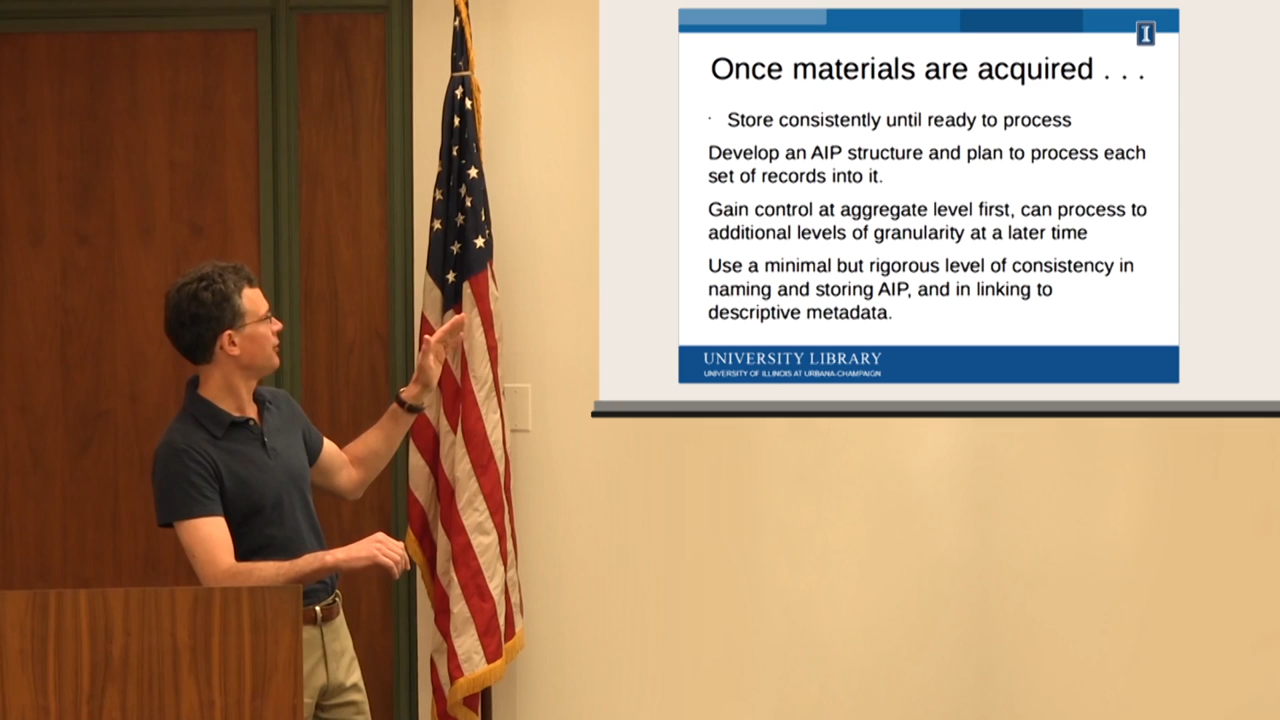 I
Once materials are acquired . . .
· Store consistently until ready to process
Develop an AIP structure and plan to process each
set of records into it.
Gain control at aggregate level first, can process to
additional levels of granularity at a later time
Use a minimal but rigorous level of consistency in
naming and storing AIP, and in linking to
descriptive metadata.
UNIVERSITY LIBRARY
UNIVERSITY OF ILLINOIS AT URBANA-CHAMPAIGN